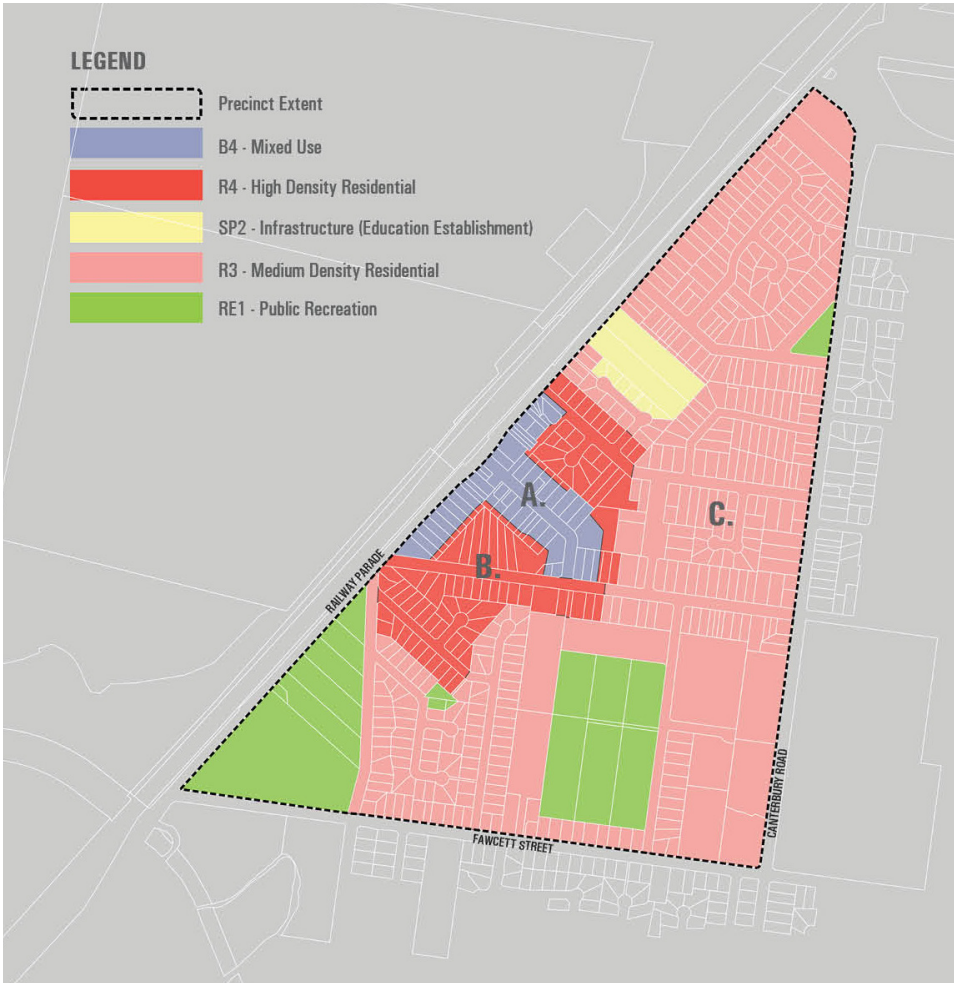 LEGEND
Precinct Extent
B4 - Mixed Use
R4 - High Density Residential
SP2 - Infrastructure (Education Establishment)
R3 - Medium Density Residential
RE1 - Public Recreation
A.
C.
B.
RAILWAY PARADE
CANTERBURY ROAD
FAWCETT STREET